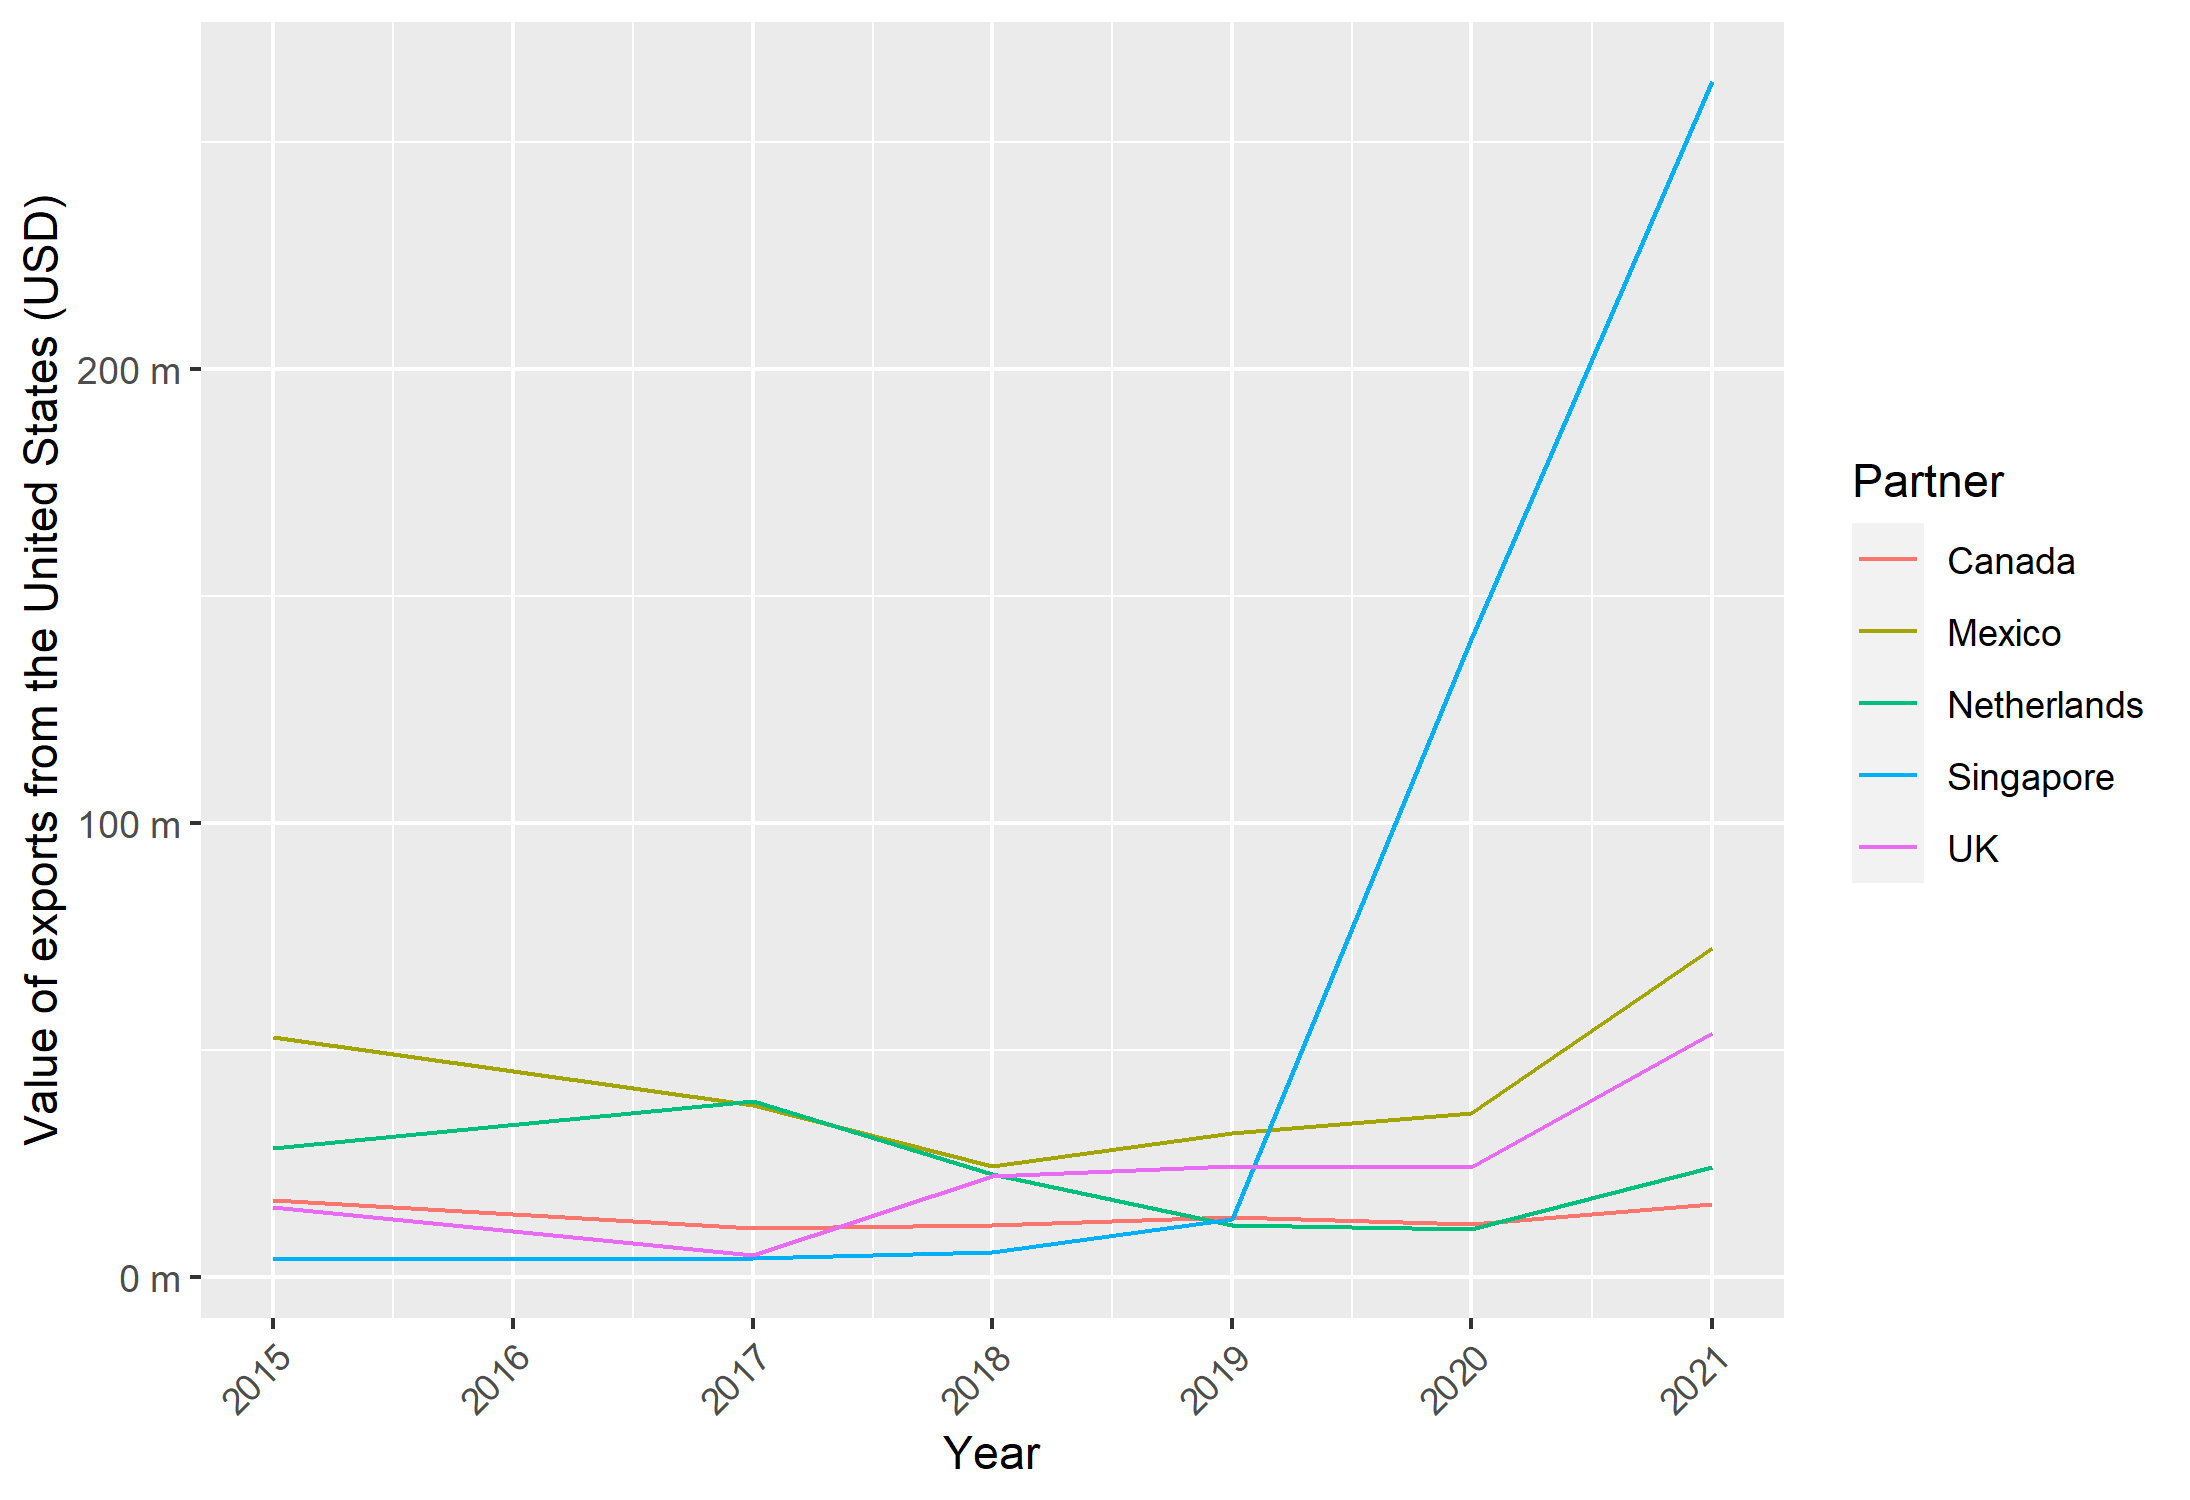 Value of exports from the United States (USD)
200 m
100 m
0 m
2015
2016
2017
2018
2019
2020
2021
Year
Partner
Canada
Mexico
Netherlands
Singapore
UK